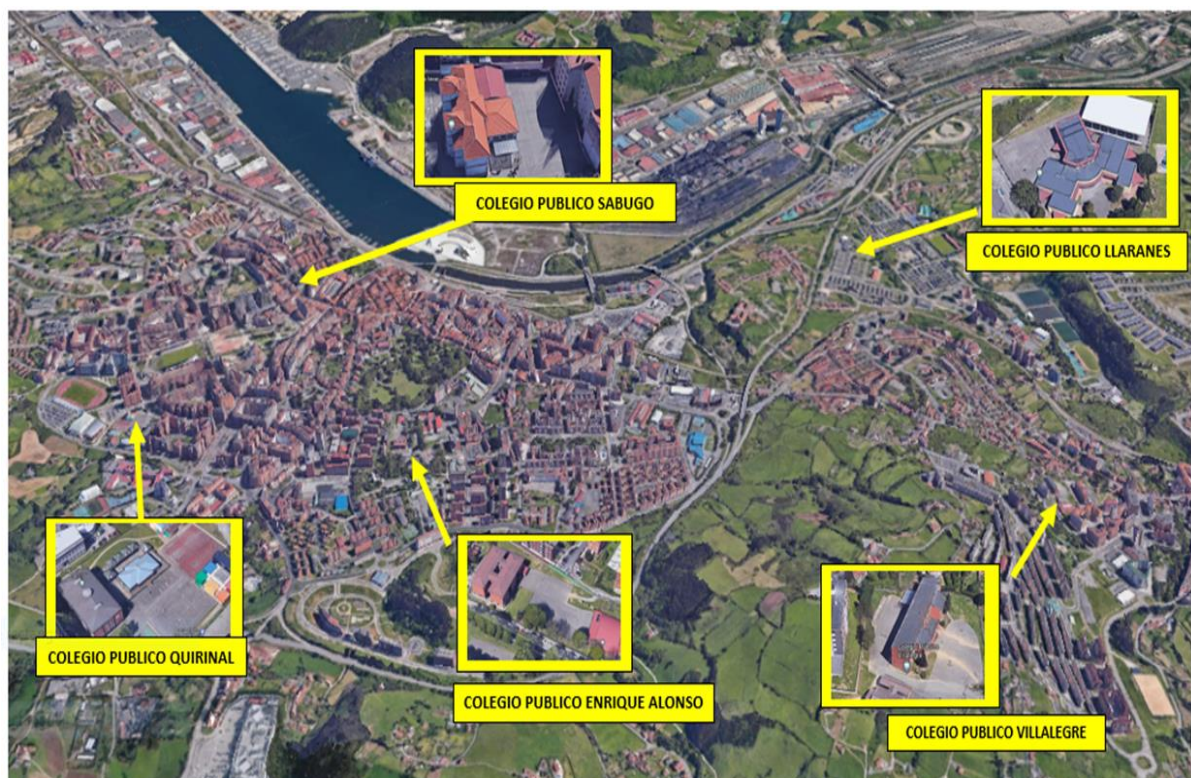 COLEGIO PUBLICO SABUGO
COLEGIO PUBLICO LLARANES
COLEGIO PUBLICO QUIRINAL
COLEGIO PUBLICO ENRIQUE ALONSO
COLEGIO PUBLICO VILLALEGRE